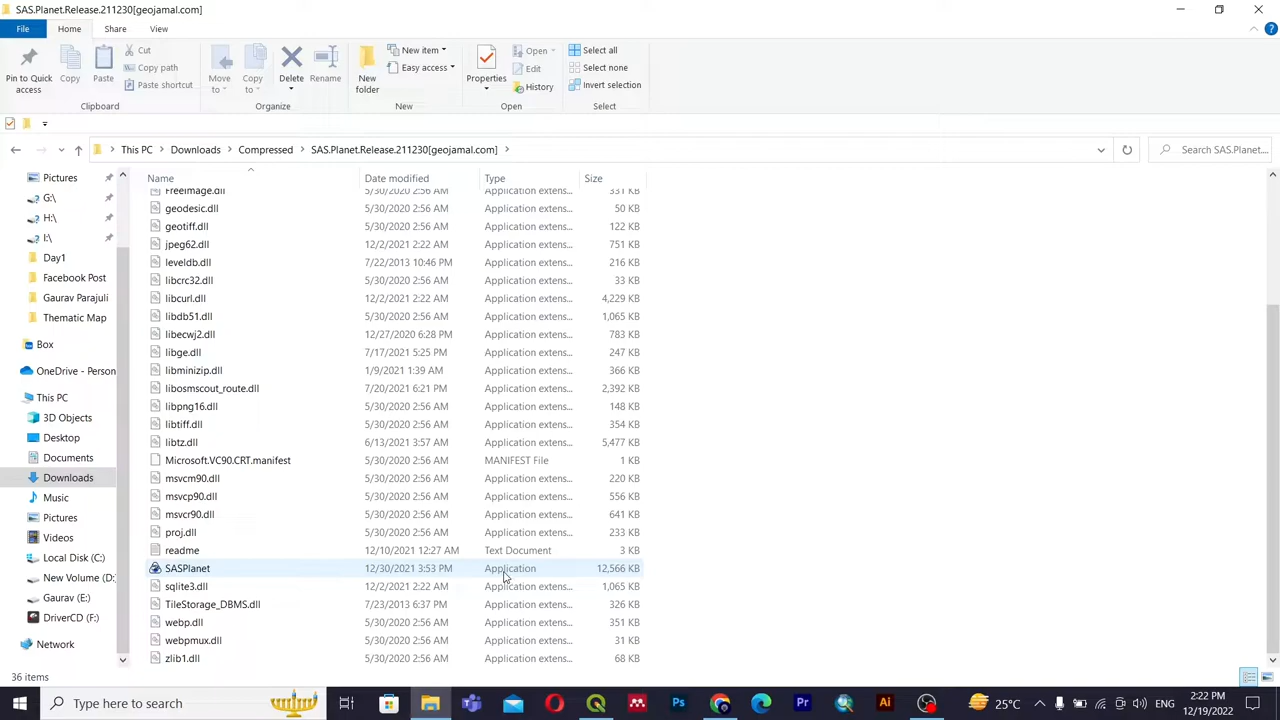 SAS.Planet.Release.211230[geojamal.com]
File Home Share View
Pin to Quick access
Copy
Paste
Cut
Copy path
Paste shortcut
Move to
Copy to
Delete
Rename
New folder
New item
Easy access
Properties
Open
Edit
History
Select all
Select none
Invert selection
Clipboard Organize New Open Select
This PC Downloads Compressed SAS.Planet.Release.211230[geojamal.com]
Search SAS.Planet....
Pictures
G:\
H:\
I:\
Day1
Facebook Post
Gaurav Parajuli
Thematic Map
Box
OneDrive - Person
This PC
3D Objects
Desktop
Documents
Downloads
Music
Pictures
Videos
Local Disk (C:)
New Volume (D:
Gaurav (E:)
DriverCD (F:)
Network
Name Date modified Type Size
FreeImage.dll 5/30/2020 2:56 AM Application extens... 331 KB
geodesic.dll 5/30/2020 2:56 AM Application extens... 50 KB
geotiff.dll 5/30/2020 2:56 AM Application extens... 122 KB
jpeg62.dll 12/2/2021 2:22 AM Application extens... 751 KB
leveldb.dll 7/22/2013 10:46 PM Application extens... 216 KB
libcrc32.dll 5/30/2020 2:56 AM Application extens... 33 KB
libcurl.dll 12/2/2021 2:22 AM Application extens... 4,229 KB
libdb51.dll 5/30/2020 2:56 AM Application extens... 1,065 KB
libecwj2.dll 12/27/2020 6:28 PM Application extens... 783 KB
libge.dll 7/17/2021 5:25 PM Application extens... 247 KB
libminizip.dll 1/9/2021 1:39 AM Application extens... 366 KB
libosmscout_route.dll 7/20/2021 6:21 PM Application extens... 2,392 KB
libpng16.dll 5/30/2020 2:56 AM Application extens... 148 KB
libtiff.dll 5/30/2020 2:56 AM Application extens... 354 KB
libtz.dll 6/13/2021 3:57 AM Application extens... 5,477 KB
Microsoft.VC90.CRT.manifest 5/30/2020 2:56 AM MANIFEST File 1 KB
msvcm90.dll 5/30/2020 2:56 AM Application extens... 220 KB
msvcp90.dll 5/30/2020 2:56 AM Application extens... 556 KB
msvcr90.dll 5/30/2020 2:56 AM Application extens... 641 KB
proj.dll 5/30/2020 2:56 AM Application extens... 233 KB
readme 12/10/2021 12:27 AM Text Document 3 KB
SASPlanet 12/30/2021 3:53 PM Application 12,566 KB
sqlite3.dll 12/2/2021 2:22 AM Application extens... 1,065 KB
TileStorage_DBMS.dll 7/23/2013 6:37 PM Application extens... 326 KB
webp.dll 5/30/2020 2:56 AM Application extens... 351 KB
webpmux.dll 5/30/2020 2:56 AM Application extens... 31 KB
zlib1.dll 5/30/2020 2:56 AM Application extens... 68 KB
36 items
Type here to search
Ps
Pr
Ai
25°C
ENG
2:22 PM
12/19/2022